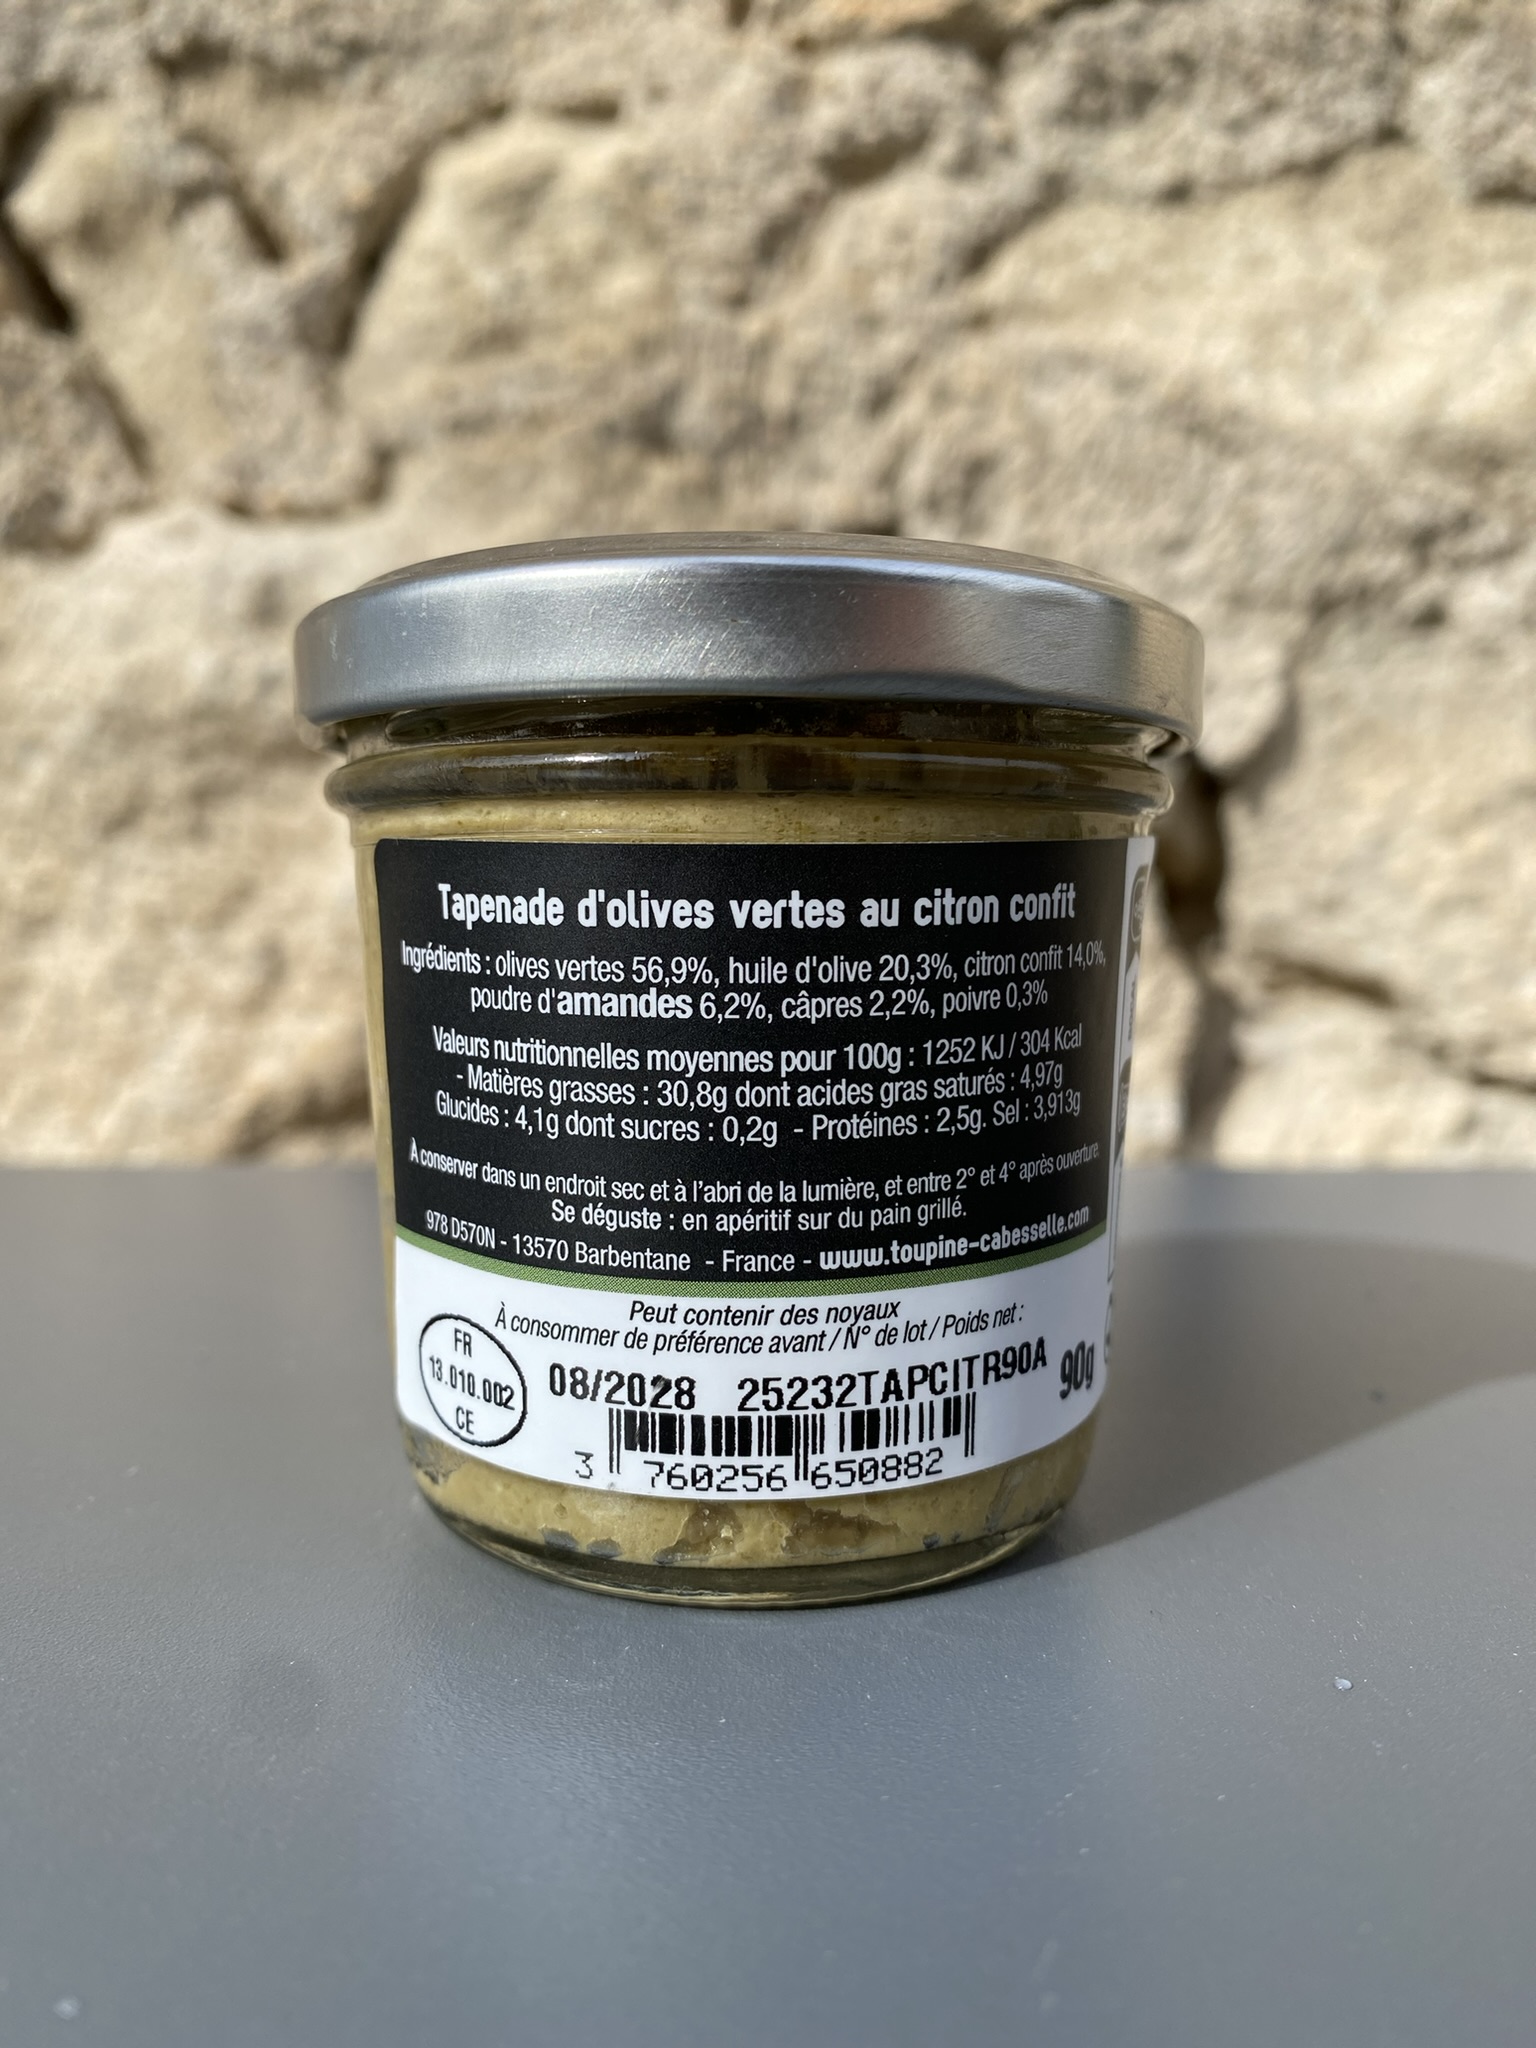 Tapenade d'olives vertes au citron confit
Ingrédients : olives vertes 56,9%, huile d'olive 20,3%, citron confit 14,0%,
poudre d'amandes 6,2%, câpres 2,2%, poivre 0,3%
Valeurs nutritionnelles moyennes pour 100g : 1252 KJ / 304 Kcal
- Matières grasses : 30,8g dont acides gras saturés : 4,97g
Glucides : 4,1g dont sucres : 0,2g - Protéines : 2,5g. Sel : 3,913g
À conserver dans un endroit sec et à l'abri de la lumière, et entre 2° et 4° après ouverture.
Se déguste : en apéritif sur du pain grillé.
978 D570N - 13570 Barbentane - France - www.toupine-cabesselle.com
Peut contenir des noyaux
À consommer de préférence avant / N° de lot / Poids net :
08/2028 25232TAPCITR90A 90g
FR
13.010.002
CE
3 760256 650882